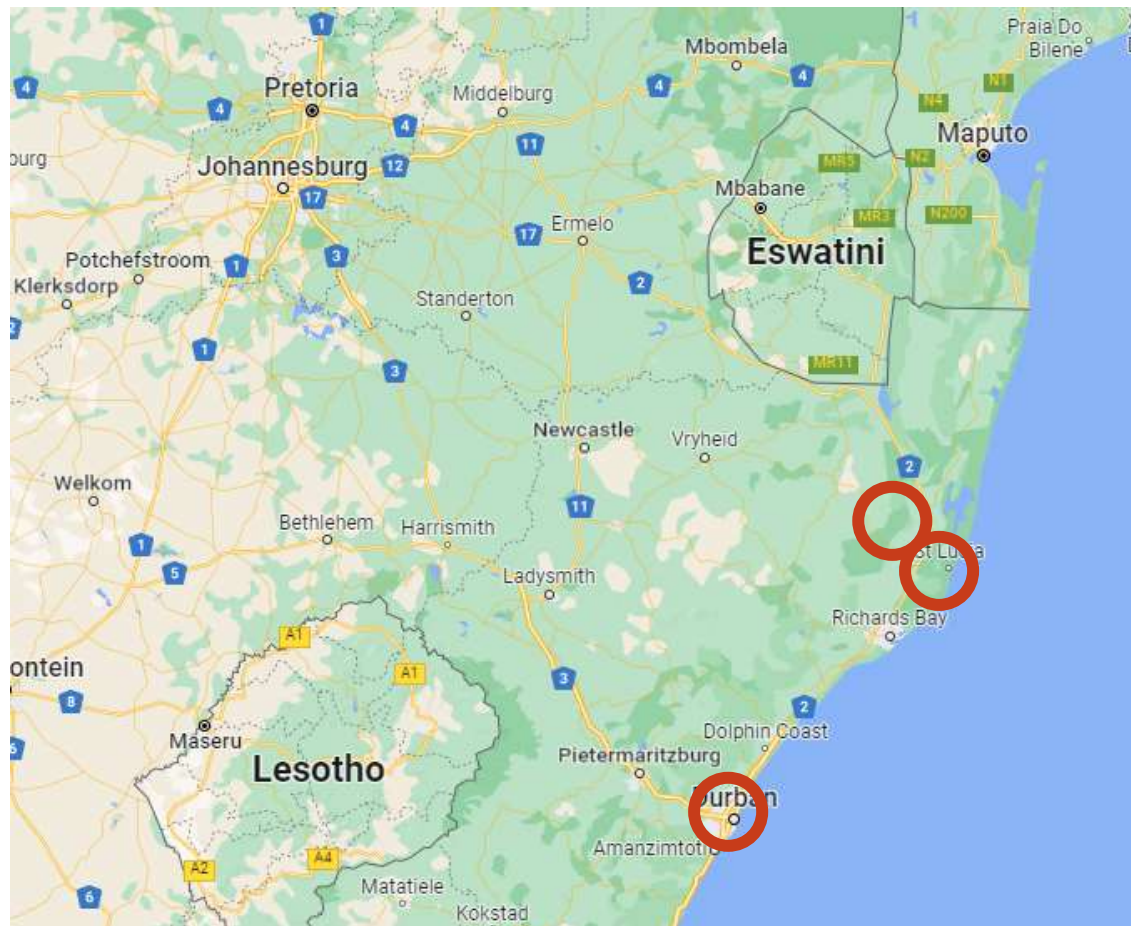 1
Praia Do
Bilene
Mbombela
4
4
4
4
N1
Pretoria
Middelburg
N4
4
11
Maputo
Johannesburg
12
MR5
N2
17
Mbabane
MR3
N200
Ermelo
17
Eswatini
Potchefstroom
1
3
2
Klerksdorp
Standerton
1
MR11
3
Newcastle
Vryheid
2
Welkom
11
Bethlehem
Harrismith
1
St Lucia
5
Ladysmith
Richards Bay
A1
ontein
A1
3
8
2
Maseru
Dolphin Coast
Pietermaritzburg
Lesotho
Durban
Amanzimtoti
A4
A2
Matatiele
6
Kokstad